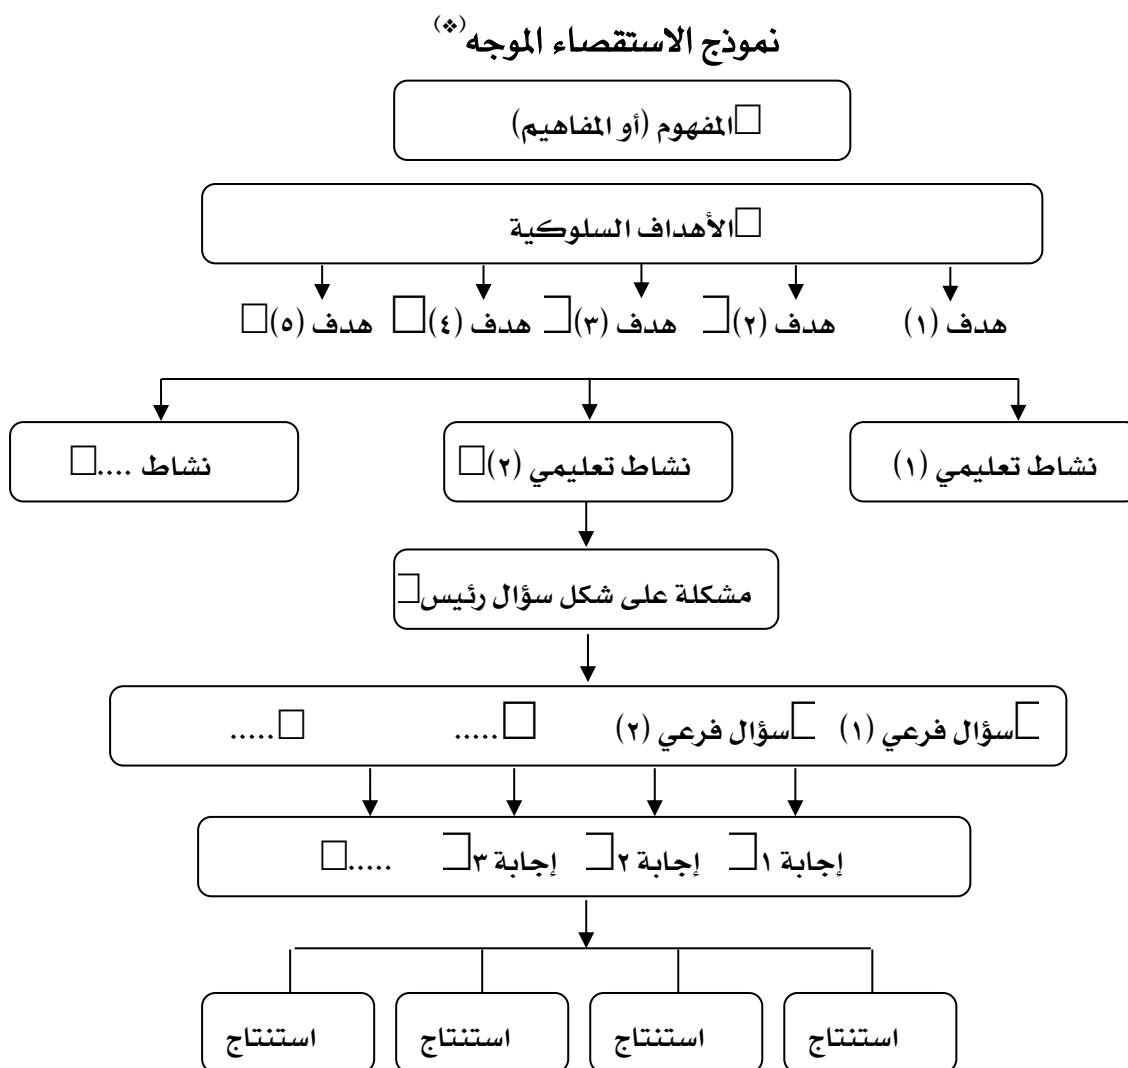 نموذج الاستقصاء الموجه(❖)
المفهوم (أو المفاهيم)
الأهداف السلوكية
هدف (١) هدف (٢) هدف (٣) هدف (٤) هدف (٥)
نشاط تعليمي (١) نشاط تعليمي (٢) نشاط ....
مشكلة على شكل سؤال رئيس
سؤال فرعي (١) سؤال فرعي (٢) ..... .....
إجابة ١ إجابة ٢ إجابة ٣ .....
استنتاج استنتاج استنتاج استنتاج